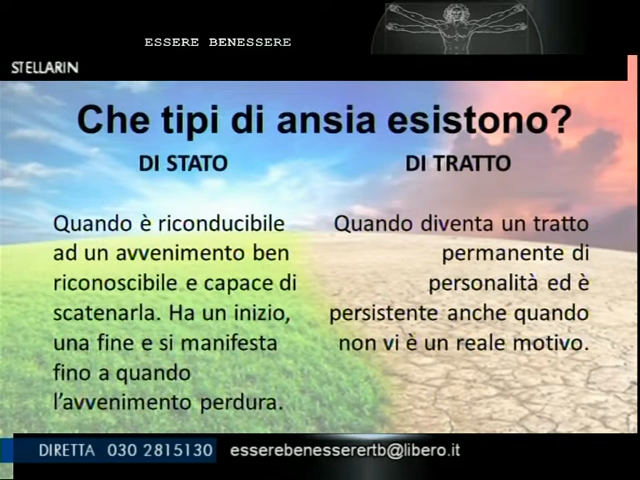 ESSERE BENESSERE
STELLARIN
Che tipi di ansia esistono?
DI STATO
Quando è riconducibile
ad un avvenimento ben
riconoscibile e capace di
scatenarla. Ha un inizio,
una fine e si manifesta
fino a quando
l'avvenimento perdura.
DI TRATTO
Quando diventa un tratto
permanente di
personalità ed è
persistente anche quando
non vi è un reale motivo.
DIRETTA 030 2815130 esserebenesserertb@libero.it